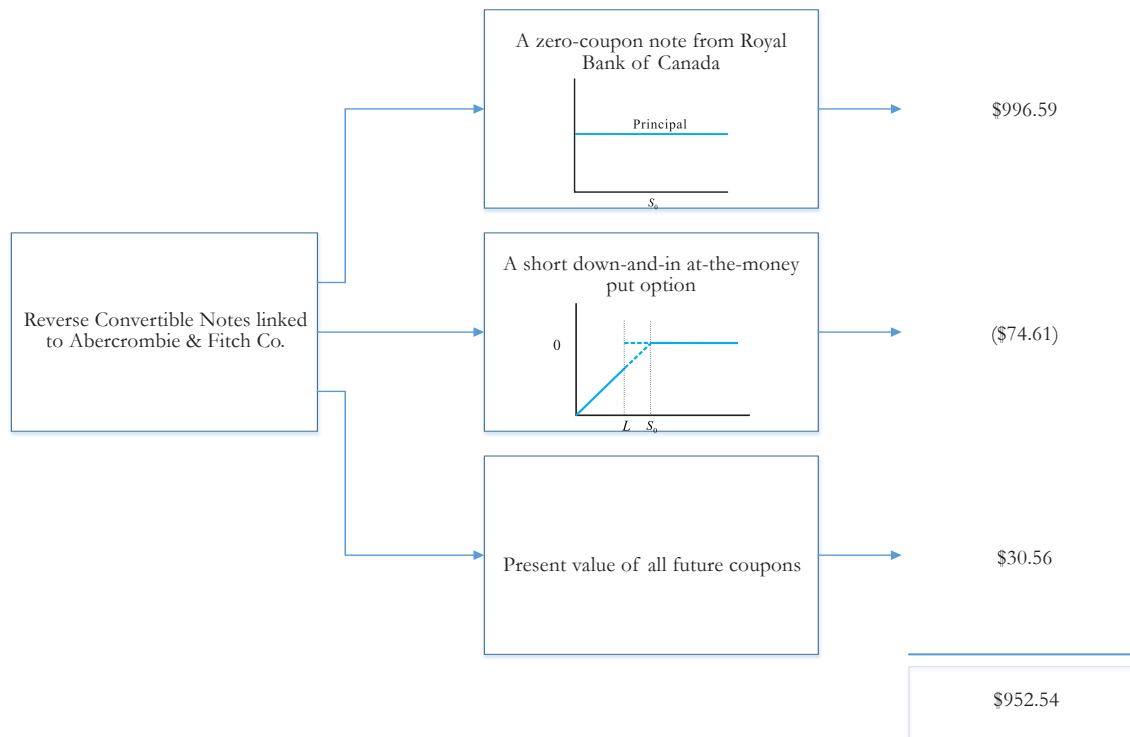 A zero-coupon note from Royal
Bank of Canada
Principal
S₀
$996.59
Reverse Convertible Notes linked
to Abercrombie & Fitch Co.
A short down-and-in at-the-money
put option
0
L S₀
($74.61)
Present value of all future coupons
$30.56
$952.54